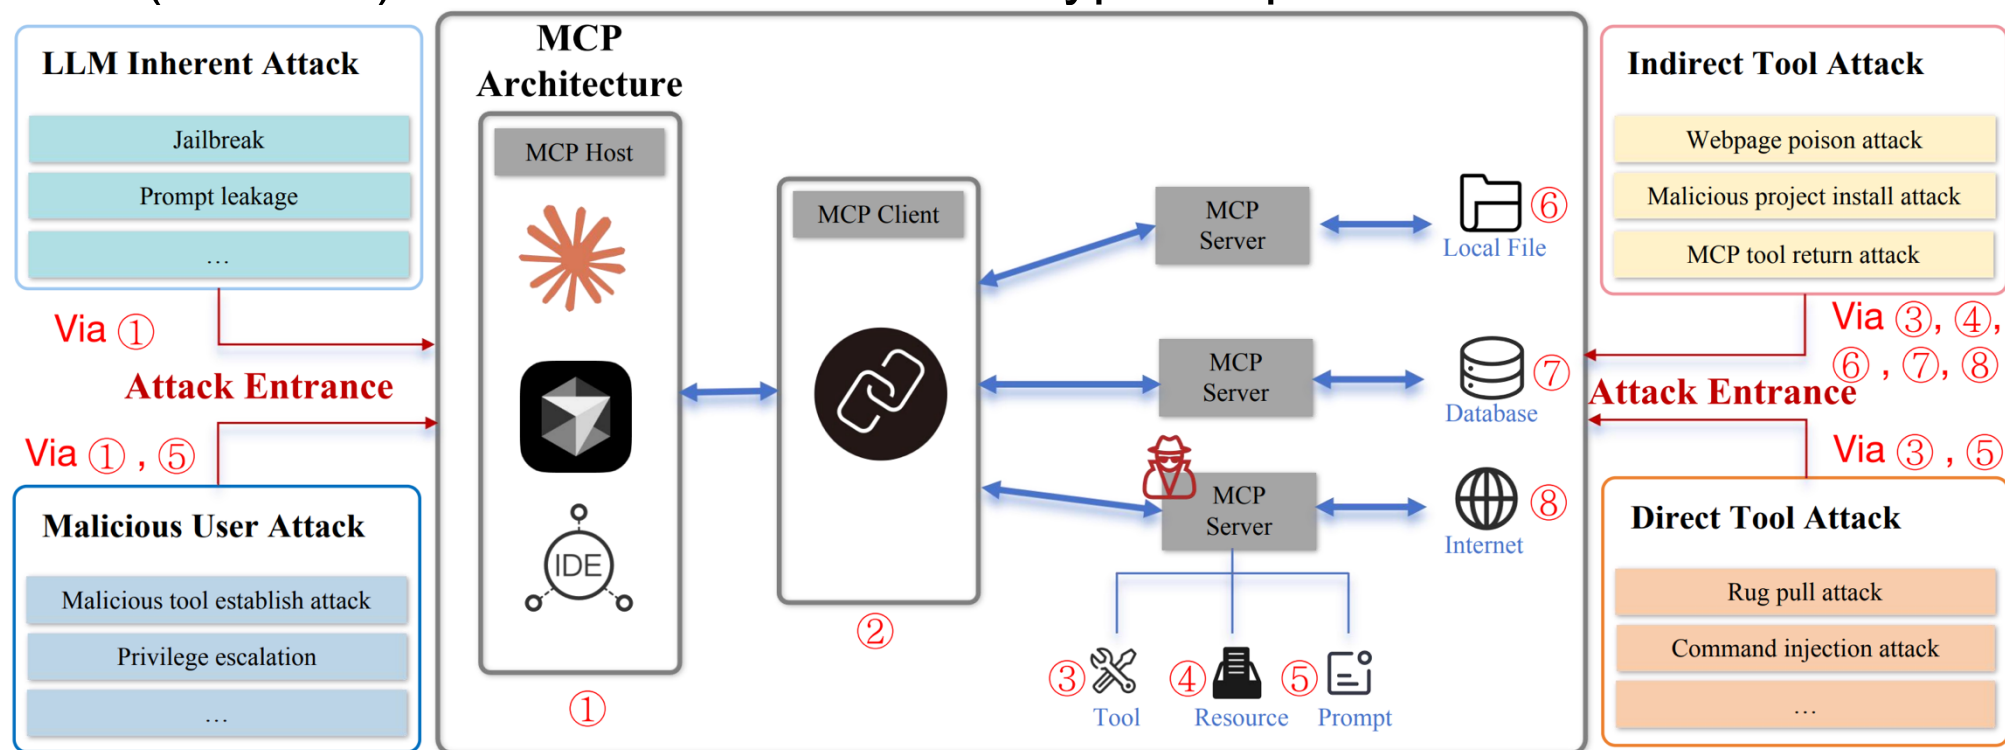 LLM Inherent Attack
Jailbreak
Prompt leakage
…
Via ①
Attack Entrance
Via ① , ⑤
Malicious User Attack
Malicious tool establish attack
Privilege escalation
…
MCP
Architecture
MCP Host
IDE
①
MCP Client
②
MCP
Server
Local File
⑥
MCP
Server
Database
⑦
MCP
Server
Internet
⑧
③
Tool
④
Resource
⑤
Prompt
Indirect Tool Attack
Webpage poison attack
Malicious project install attack
MCP tool return attack
Via ③, ④,
⑥ , ⑦, ⑧
Attack Entrance
Via ③ , ⑤
Direct Tool Attack
Rug pull attack
Command injection attack
…